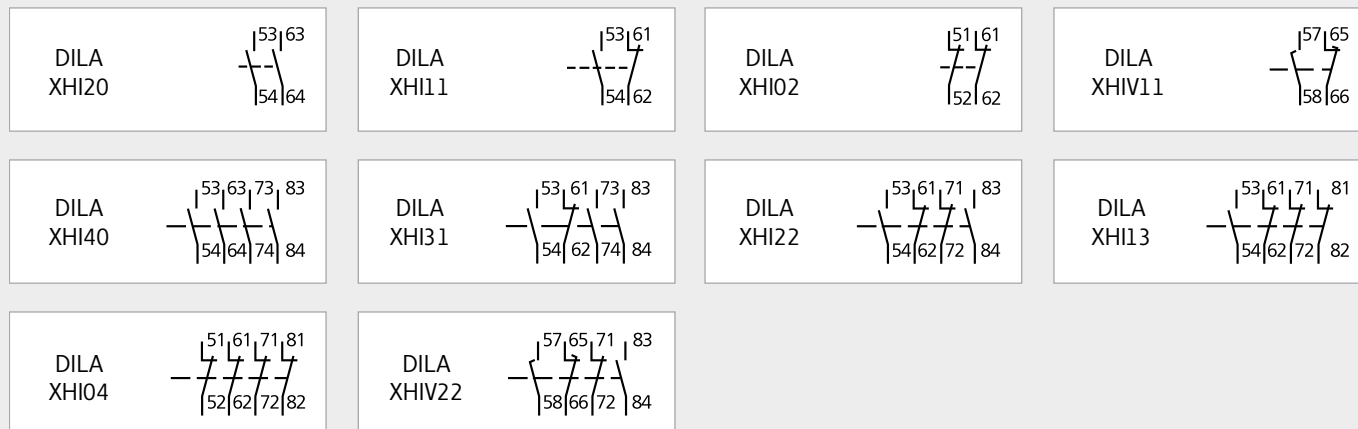 DILA
XHI20
53 63
54 64
DILA
XHI11
53 61
54 62
DILA
XHI02
51 61
52 62
DILA
XHIV11
57 65
58 66
DILA
XHI40
53 63 73 83
54 64 74 84
DILA
XHI31
53 61 73 83
54 62 74 84
DILA
XHI22
53 61 71 83
54 62 72 84
DILA
XHI13
53 61 71 81
54 62 72 82
DILA
XHI04
51 61 71 81
52 62 72 82
DILA
XHIV22
57 65 71 83
58 66 72 84